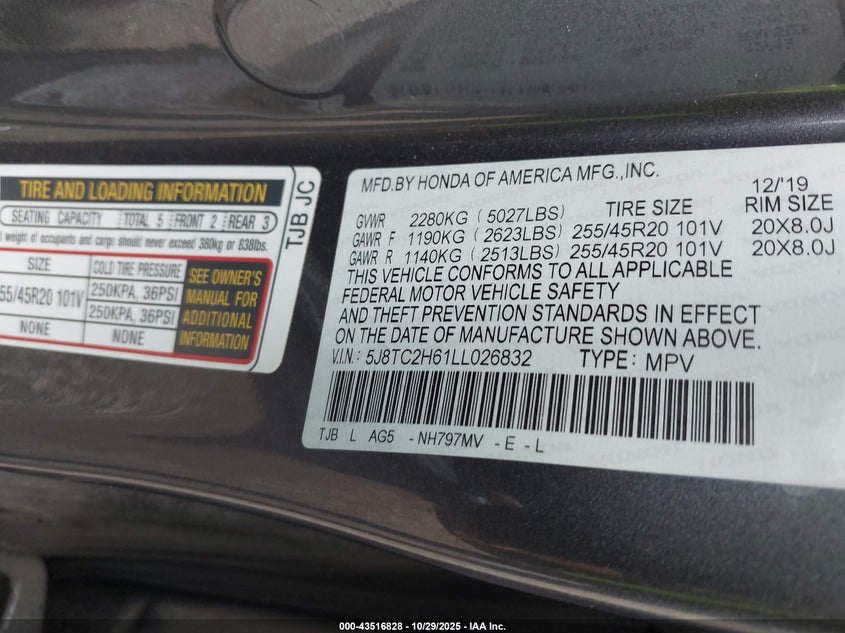 TIRE AND LOADING INFORMATION
SEATING CAPACITY TOTAL 5 FRONT 2 REAR 3
weight of occupants and cargo should never exceed 380kg or 838lbs.
SIZE COLD TIRE PRESSURE
55/45R20 101V 250KPA, 36PSI
250KPA, 36PSI
NONE NONE
SEE OWNER'S
MANUAL FOR
ADDITIONAL
INFORMATION
TJB JC
MFD.BY HONDA OF AMERICA MFG.,INC.
12/'19
GVWR 2280KG (5027LBS) TIRE SIZE RIM SIZE
GAWR F 1190KG (2623LBS) 255/45R20 101V 20X8.0J
GAWR R 1140KG (2513LBS) 255/45R20 101V 20X8.0J
THIS VEHICLE CONFORMS TO ALL APPLICABLE
FEDERAL MOTOR VEHICLE SAFETY
AND THEFT PREVENTION STANDARDS IN EFFECT
ON THE DATE OF MANUFACTURE SHOWN ABOVE.
V.I.N: 5J8TC2H61LL026832 TYPE: MPV
TJB L AG5 -NH797MV -E -L
000-43516828 - 10/29/2025 - IAA Inc.